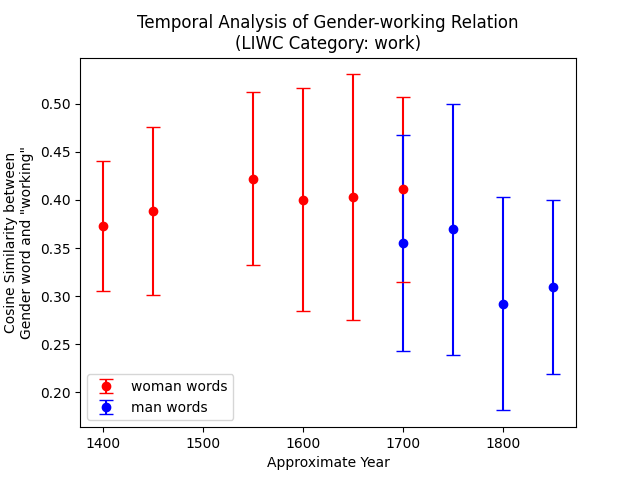 Temporal Analysis of Gender-working Relation
(LIWC Category: work)
Cosine Similarity between
Gender word and "working"
0.50
0.45
0.40
0.35
0.30
0.25
0.20
woman words
man words
1400 1500 1600 1700 1800
Approximate Year